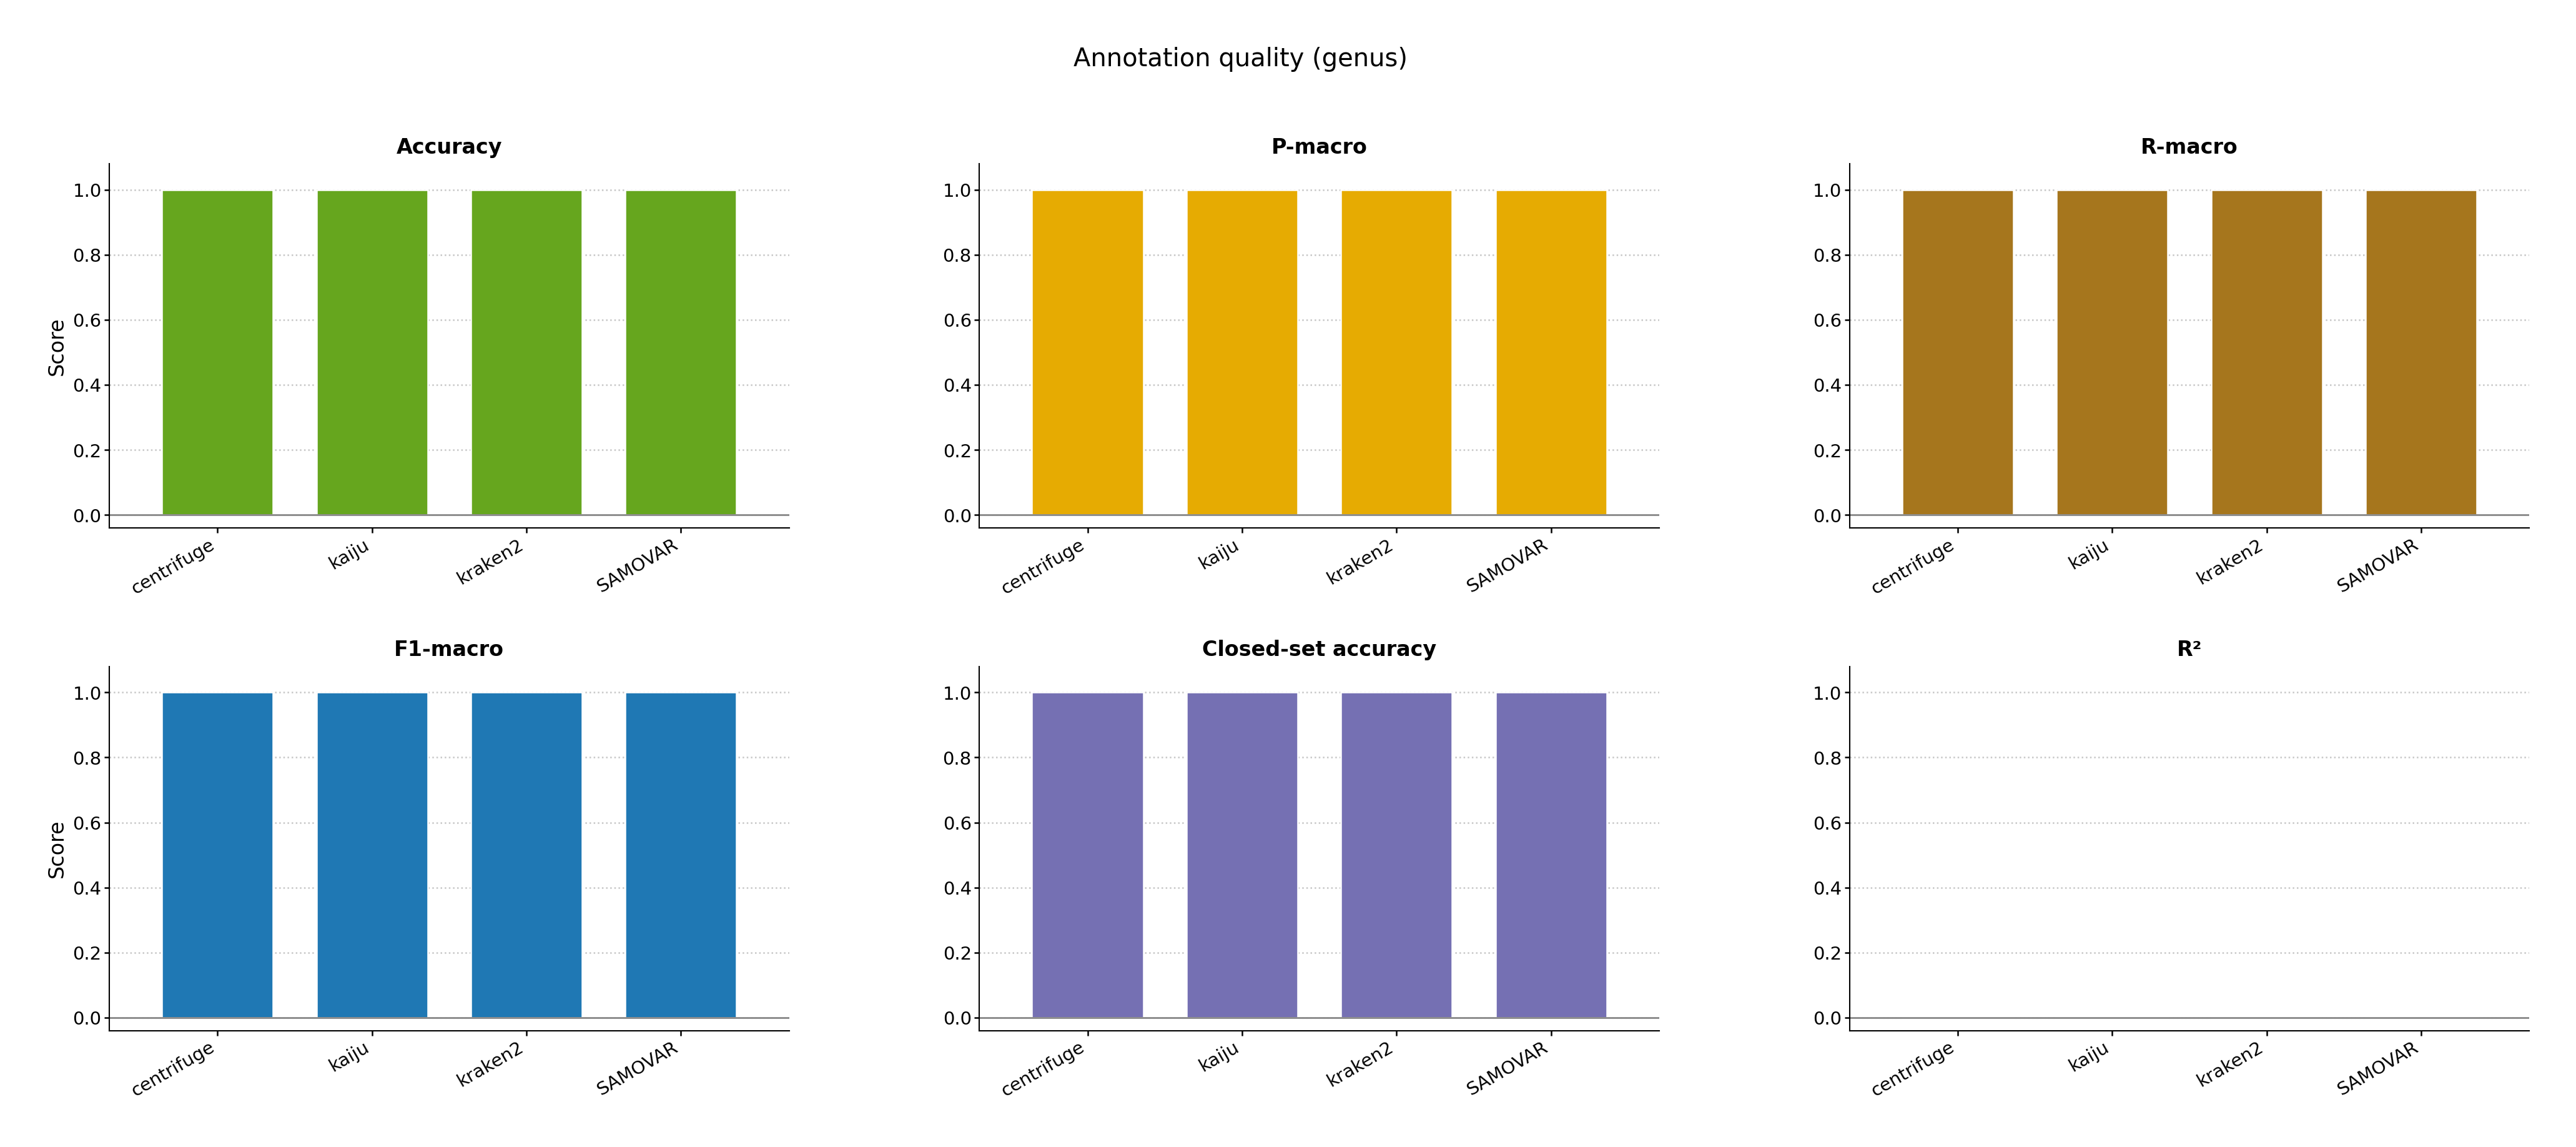 Annotation quality (genus)
Accuracy
Score
1.0
0.8
0.6
0.4
0.2
0.0
centrifuge
kaiju
kraken2
SAMOVAR
P-macro
1.0
0.8
0.6
0.4
0.2
0.0
centrifuge
kaiju
kraken2
SAMOVAR
R-macro
1.0
0.8
0.6
0.4
0.2
0.0
centrifuge
kaiju
kraken2
SAMOVAR
F1-macro
Score
1.0
0.8
0.6
0.4
0.2
0.0
centrifuge
kaiju
kraken2
SAMOVAR
Closed-set accuracy
1.0
0.8
0.6
0.4
0.2
0.0
centrifuge
kaiju
kraken2
SAMOVAR
R²
1.0
0.8
0.6
0.4
0.2
0.0
centrifuge
kaiju
kraken2
SAMOVAR